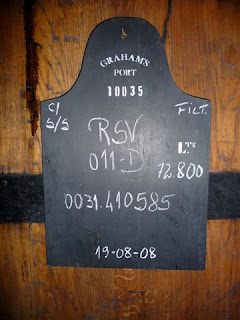 GRAHAM'S
PORT
10035
C/ FILT.
S/S
RSV
011-D
LTS
72.800
0031.410585
19-08-08